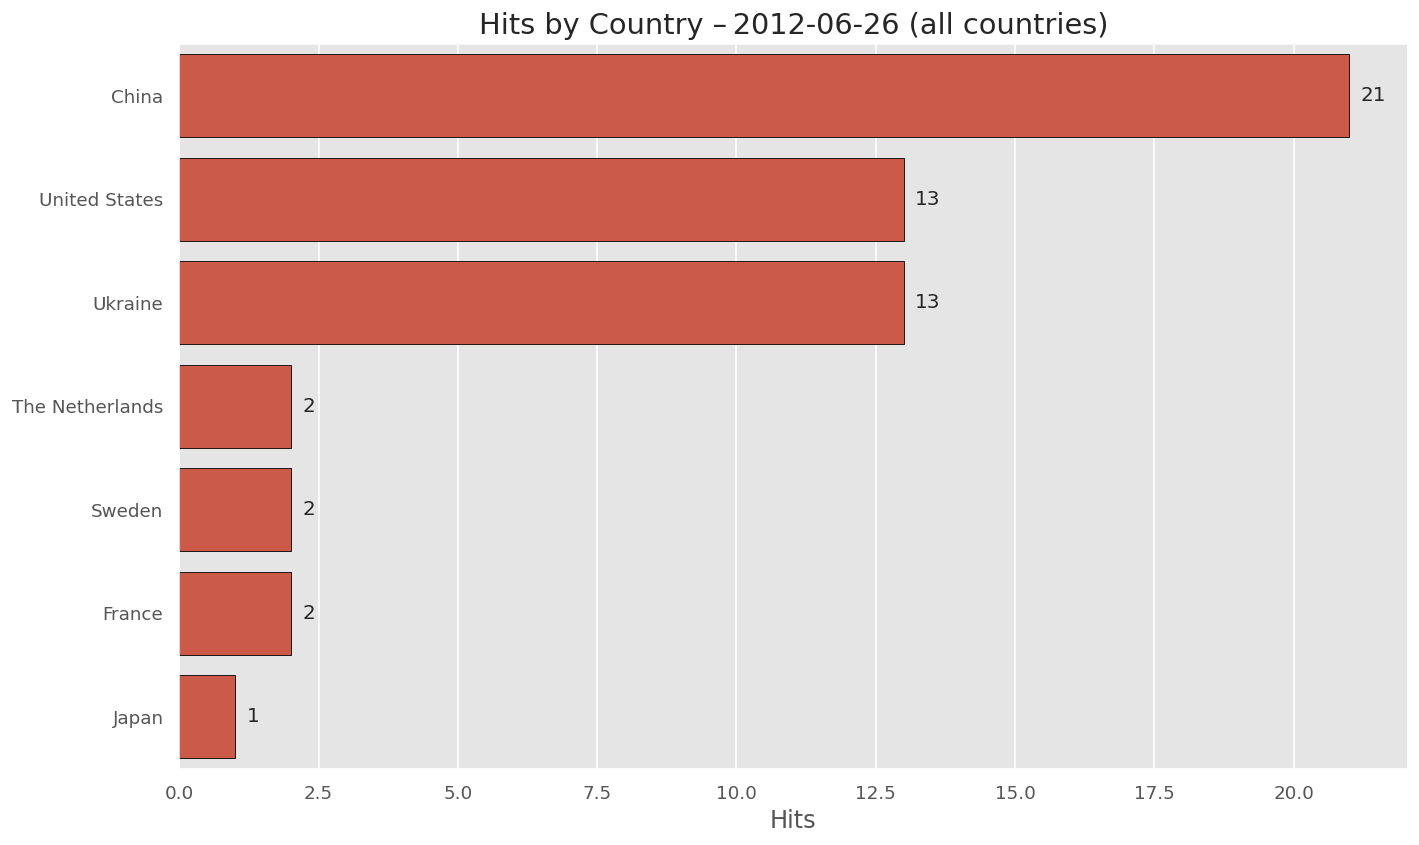 Hits by Country – 2012-06-26 (all countries)
China 21
United States 13
Ukraine 13
The Netherlands 2
Sweden 2
France 2
Japan 1
0.0 2.5 5.0 7.5 10.0 12.5 15.0 17.5 20.0
Hits